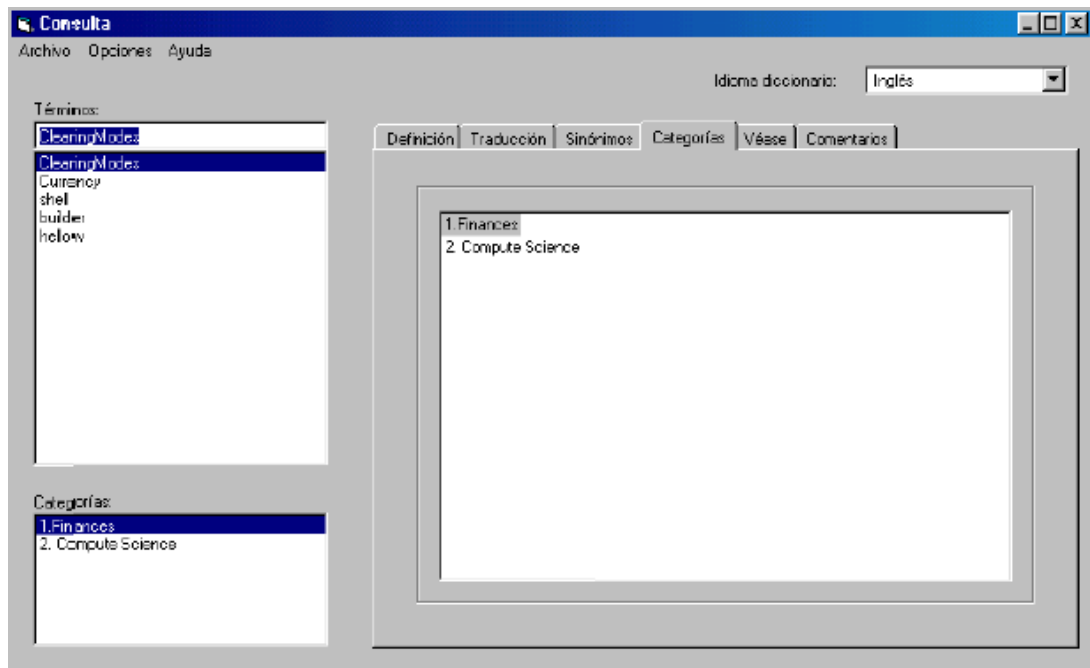 Consulta
Archivo Opciones Ayuda
Idioma diccionario: Inglés
Términos:
ClearingModes
ClearingModes
Currency
shell
builder
hellow
Definición Traducción Sinónimos Categorías Véase Comentarios
1.Finances
2. Compute Science
Categorías:
1.Finances
2. Compute Science